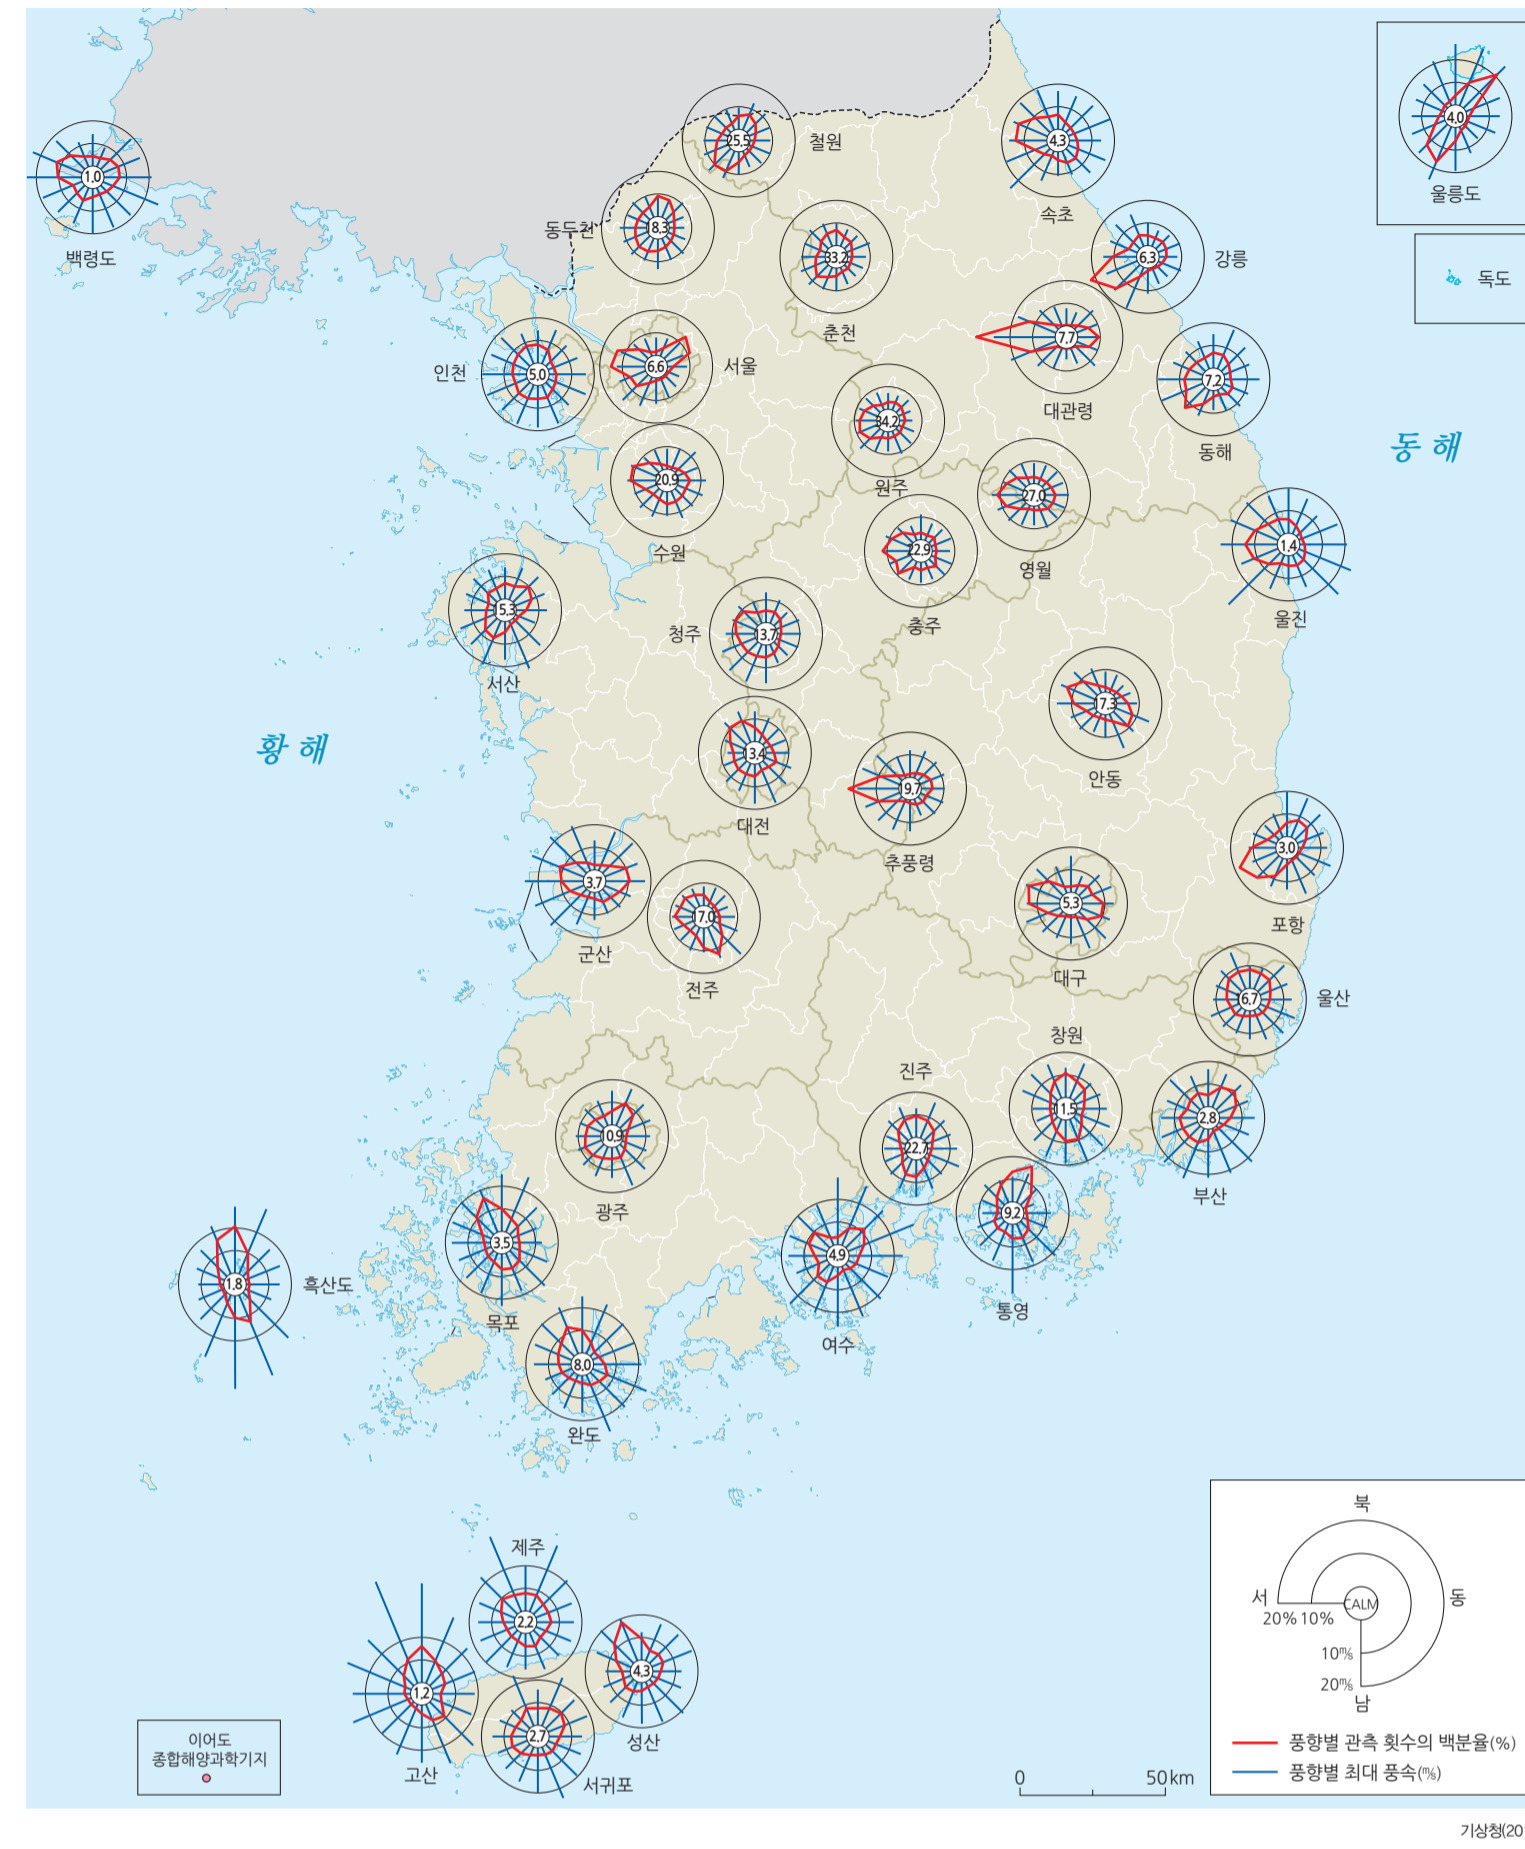 25.5
철원
4.3
속초
4.0
울릉도
독도
1.0
백령도
동두천
18.3
33.2
춘천
6.3
강릉
7.7
대관령
인천
5.0
6.6
서울
7.2
동해
34.2
원주
동해
20.9
수원
27.0
영월
22.9
충주
1.4
울진
15.3
서산
청주
13.7
황해
17.3
안동
13.4
대전
19.7
추풍령
3.0
포항
3.7
군산
17.0
전주
5.3
대구
6.7
울산
창원
11.5
진주
22.7
2.8
부산
10.9
광주
9.2
통영
3.5
목포
4.9
여수
1.8
흑산도
8.0
완도
제주
2.2
4.3
성산
1.2
고산
2.7
서귀포
이어도
종합해양과학기지
0 50km
북
서 CALM 동
20% 10%
10㎧
20㎧
남
풍향별 관측 횟수의 백분율(%)
풍향별 최대 풍속(㎧)
기상청(20